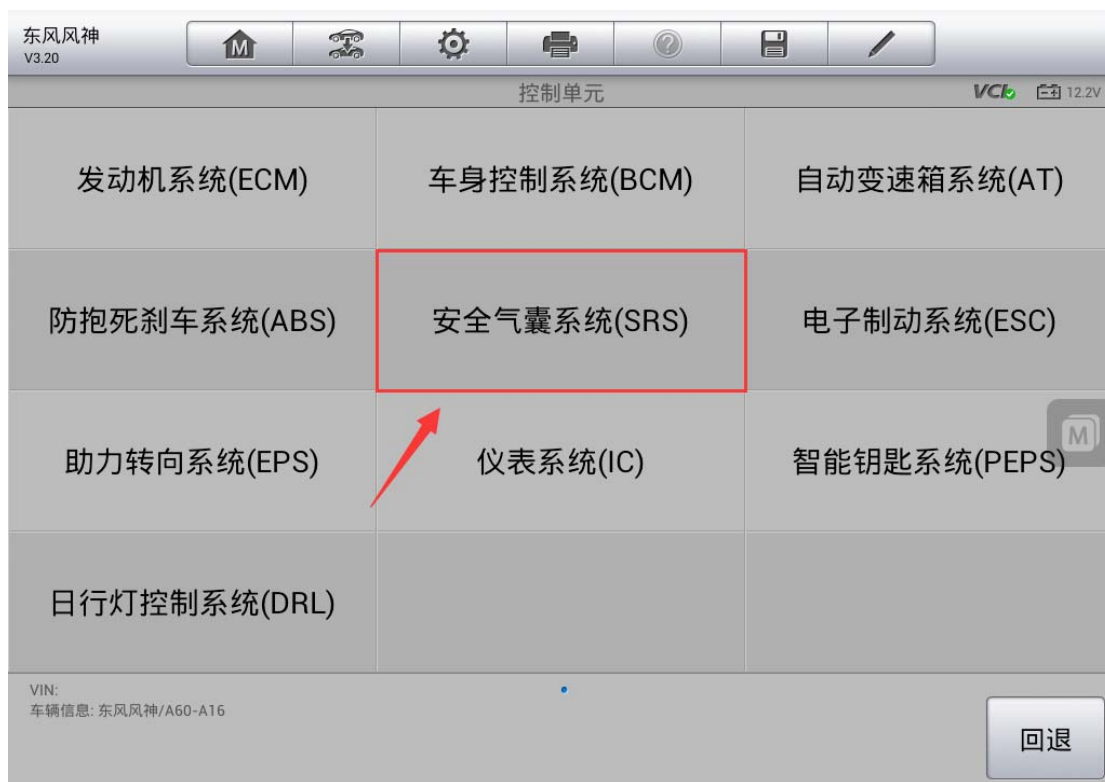 东风风神
V3.20
M
?
控制单元
VCI
12.2V
发动机系统(ECM)
车身控制系统(BCM)
自动变速箱系统(AT)
防抱死刹车系统(ABS)
安全气囊系统(SRS)
电子制动系统(ESC)
助力转向系统(EPS)
仪表系统(IC)
智能钥匙系统(PEPS)
M
日行灯控制系统(DRL)
VIN:
车辆信息: 东风风神/A60-A16
回退